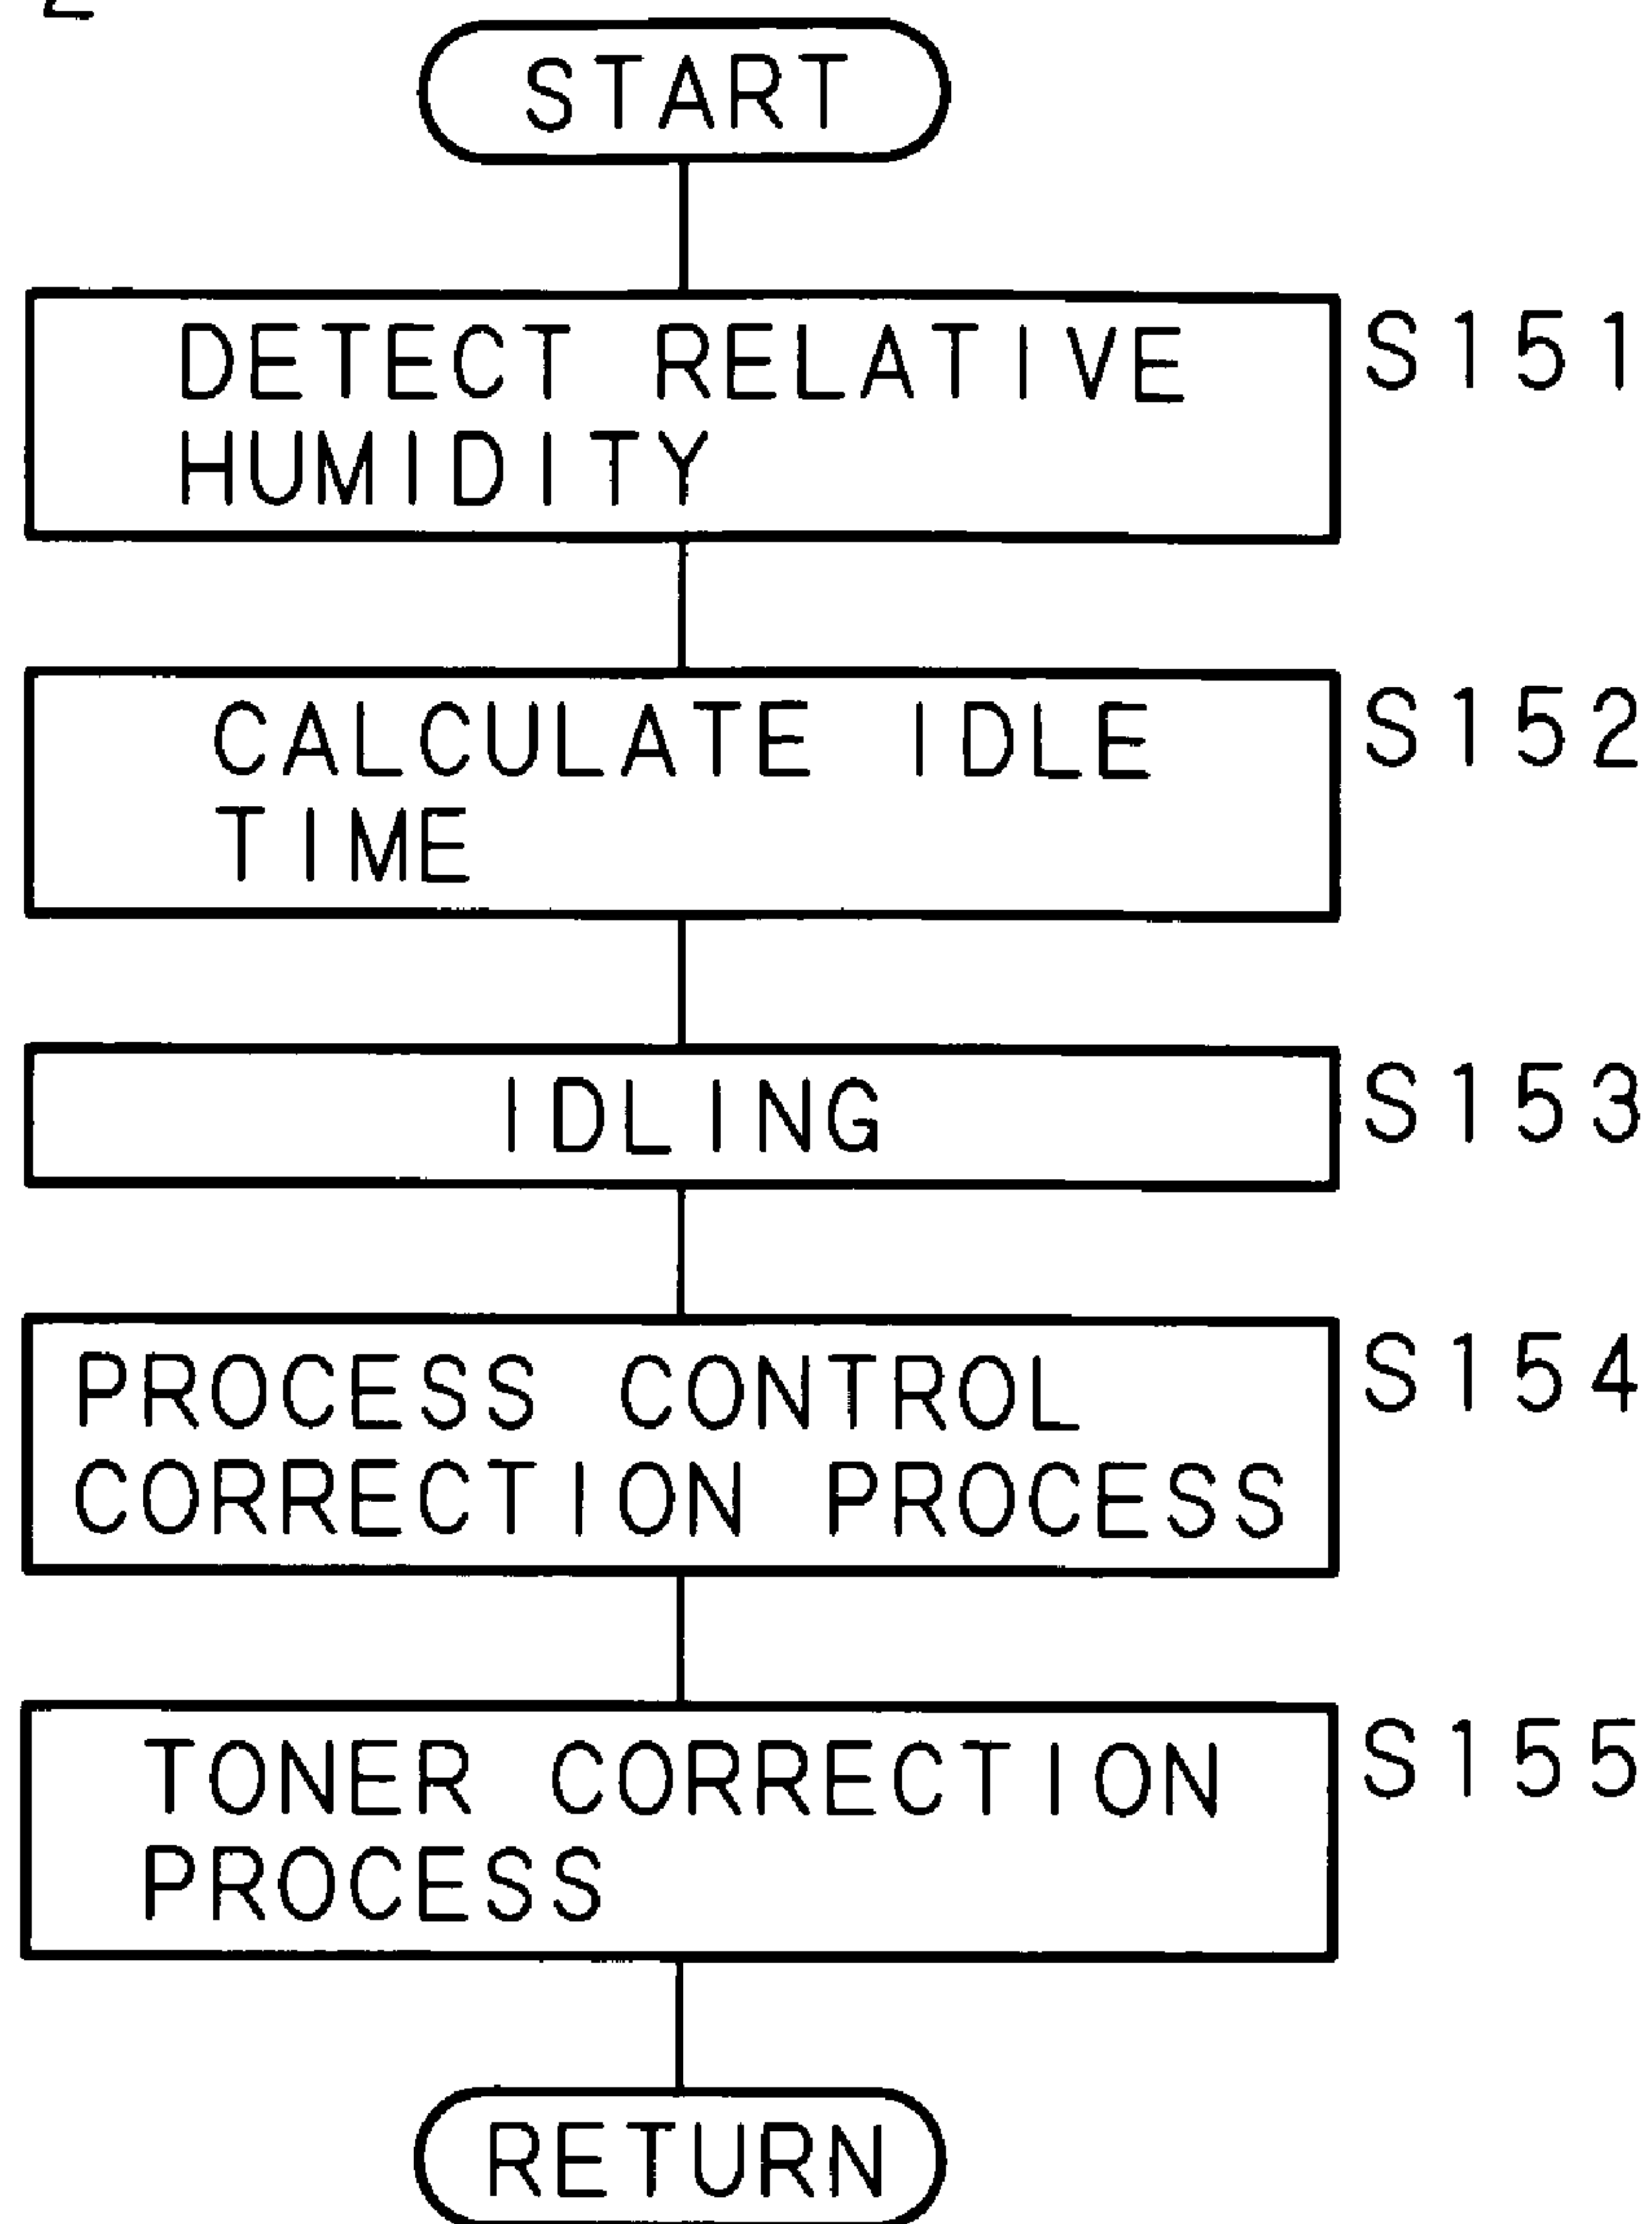 START
DETECT RELATIVE S151
HUMIDITY
CALCULATE IDLE S152
TIME
IDLING S153
PROCESS CONTROL S154
CORRECTION PROCESS
TONER CORRECTION S155
PROCESS
RETURN